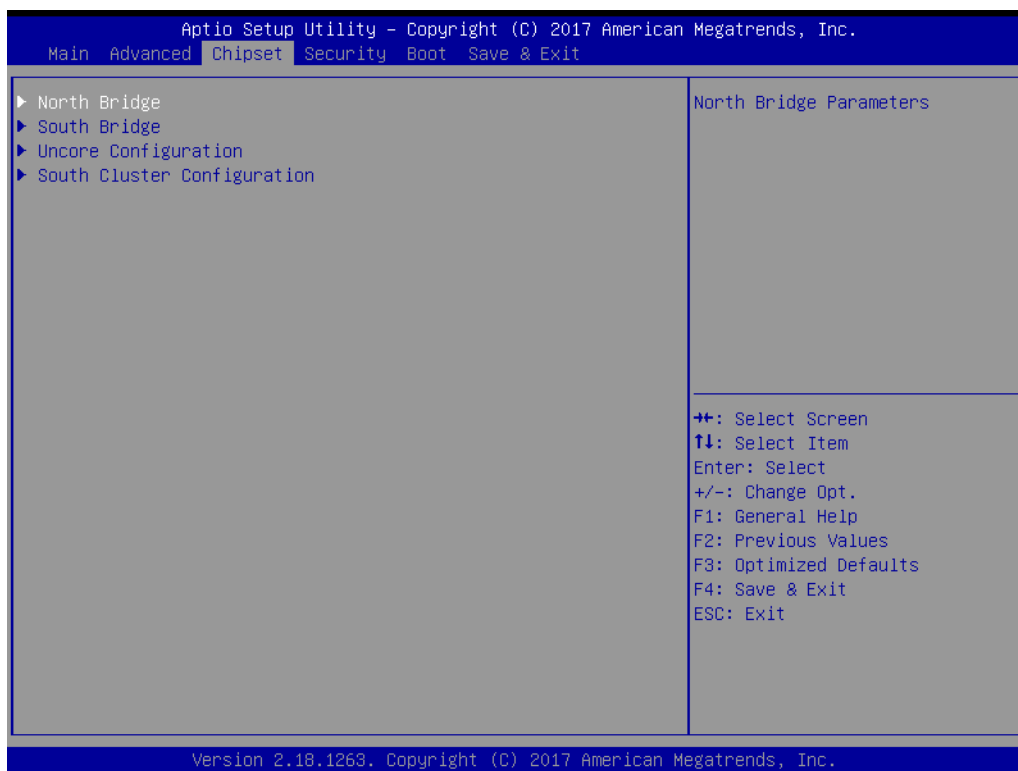 Aptio Setup Utility – Copyright (C) 2017 American Megatrends, Inc.
Main Advanced Chipset Security Boot Save & Exit
▶ North Bridge
▶ South Bridge
▶ Uncore Configuration
▶ South Cluster Configuration
North Bridge Parameters
→←: Select Screen
↑↓: Select Item
Enter: Select
+/-: Change Opt.
F1: General Help
F2: Previous Values
F3: Optimized Defaults
F4: Save & Exit
ESC: Exit
Version 2.18.1263. Copyright (C) 2017 American Megatrends, Inc.